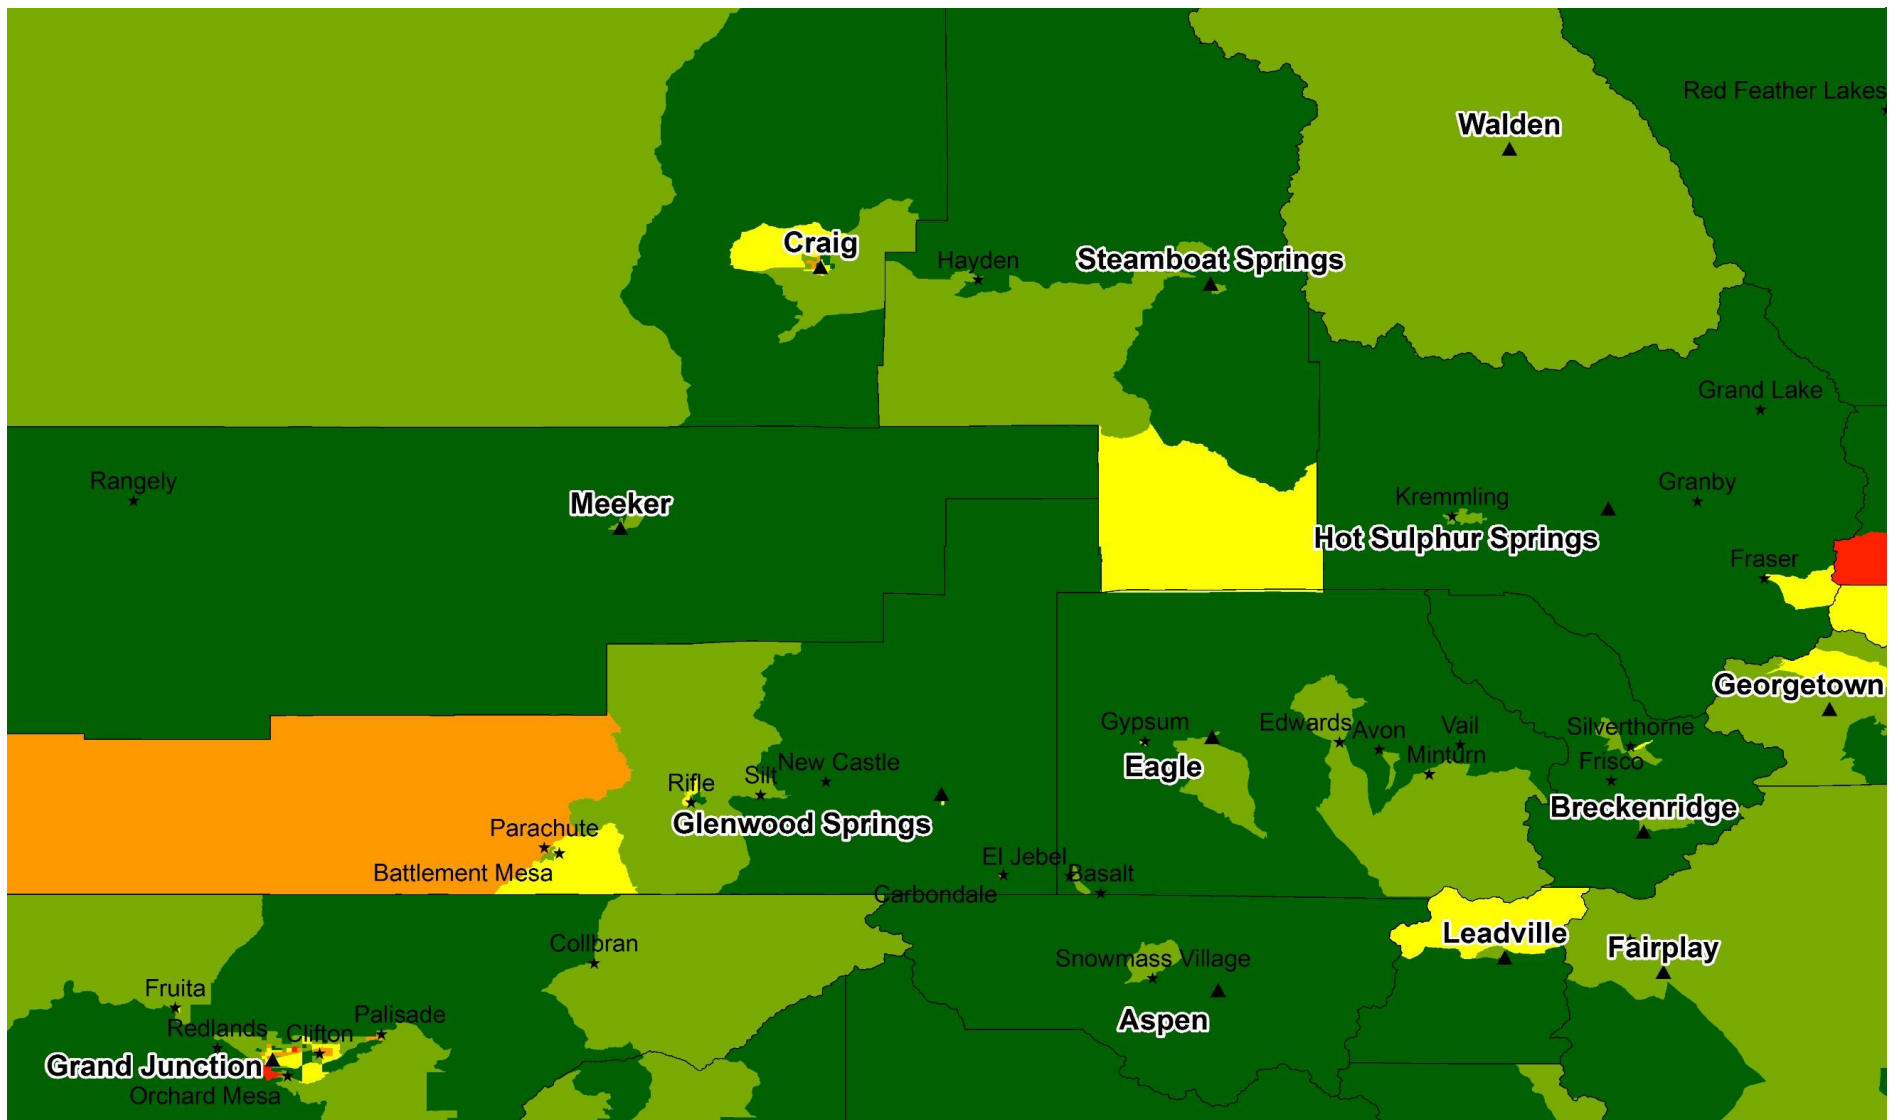 Red Feather Lakes
Walden
Craig
Hayden
Steamboat Springs
Grand Lake
Rangely
Meeker
Kremmling
Granby
Hot Sulphur Springs
Fraser
Georgetown
Gypsum
Edwards
Avon
Vail
Silverthorne
Minturn
Eagle
Frisco
New Castle
Silt
Rifle
Glenwood Springs
Breckenridge
Parachute
Battlement Mesa
El Jebel
Basalt
Carbondale
Leadville
Fairplay
Collbran
Snowmass Village
Aspen
Fruita
Palisade
Redlands
Clifton
Grand Junction
Orchard Mesa